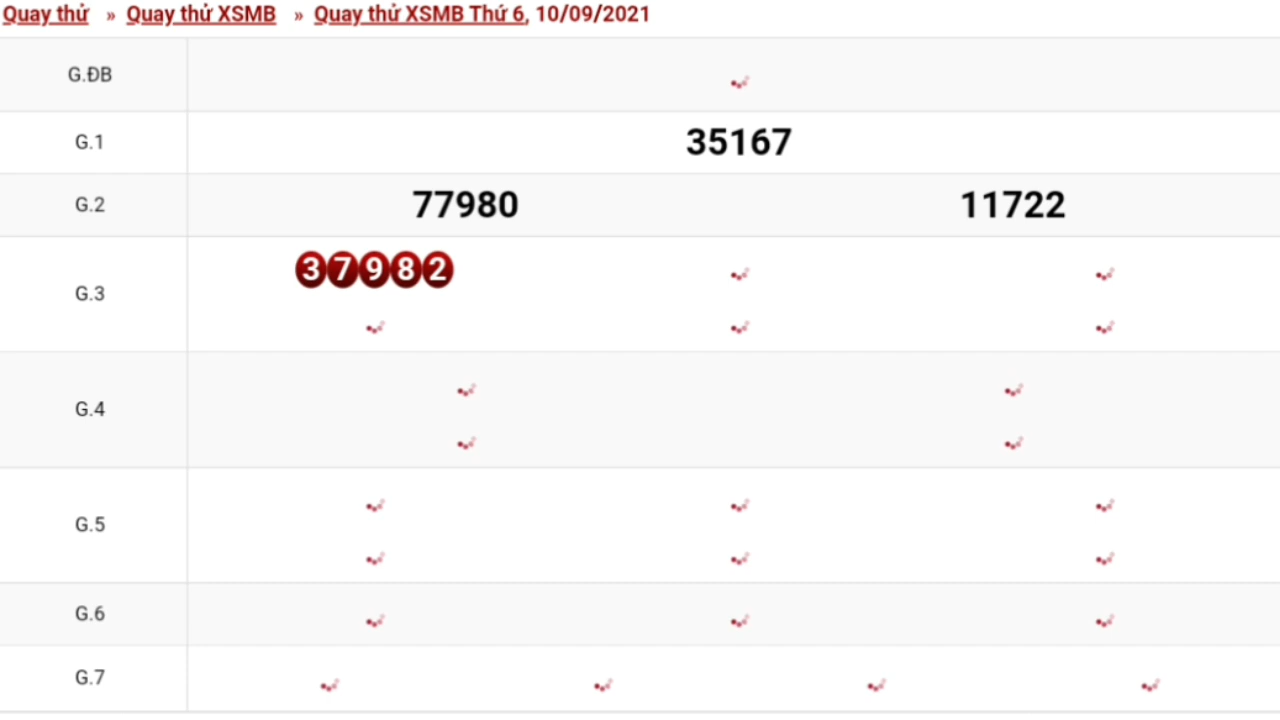 Quay thử » Quay thử XSMB » Quay thử XSMB Thứ 6, 10/09/2021
G.ĐB
G.1 35167
G.2 77980 11722
G.3 37982
G.4
G.5
G.6
G.7